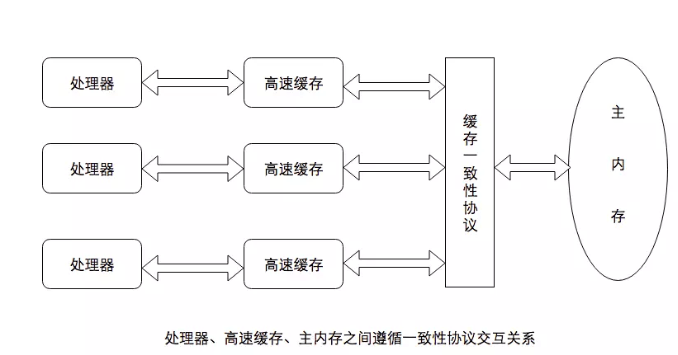 处理器
高速缓存
处理器
高速缓存
处理器
高速缓存
缓存一致性协议
主内存
处理器、高速缓存、主内存之间遵循一致性协议交互关系